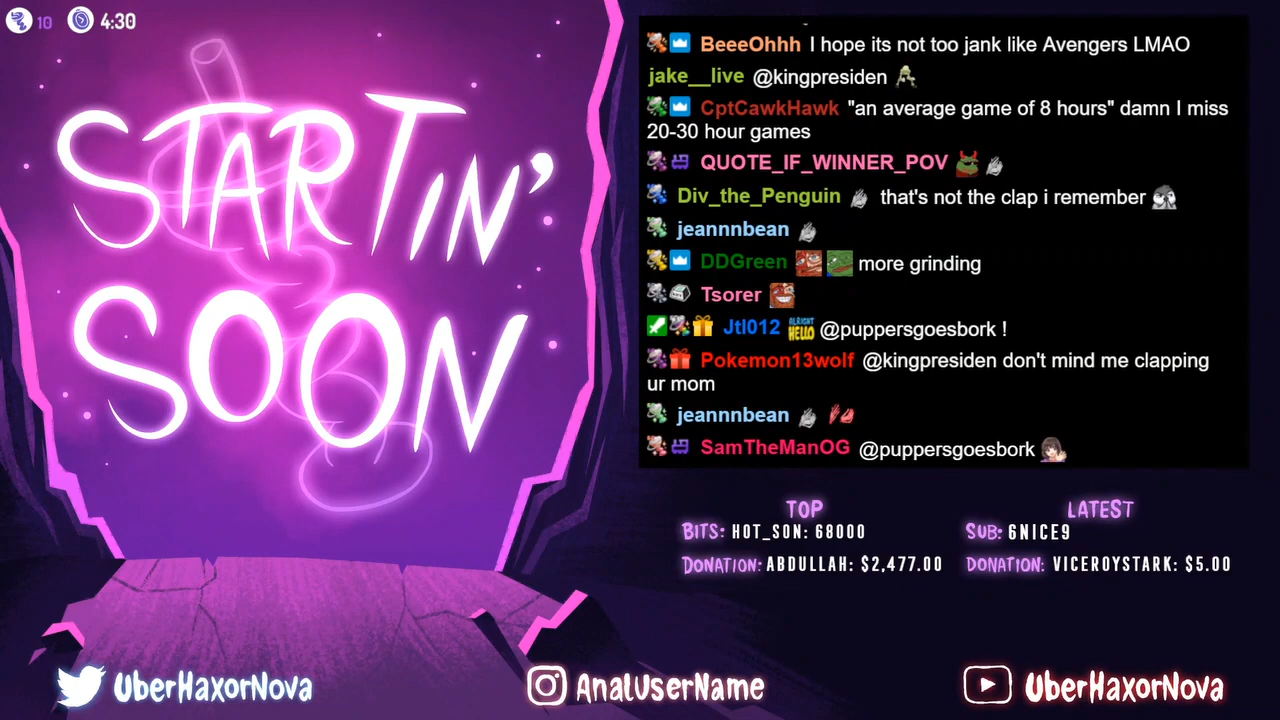 10 4:30
STARTIN'
SOON
BeeeOhhh I hope its not too jank like Avengers LMAO
jake__live @kingpresiden
CptCawkHawk "an average game of 8 hours" damn I miss
20-30 hour games
QUOTE_IF_WINNER_POV
Div_the_Penguin that's not the clap i remember
jeannnbean
DDGreen more grinding
Tsorer
Jtl012 ALRIGHT HELLO @puppersgoesbork !
Pokemon13wolf @kingpresiden don't mind me clapping
ur mom
jeannnbean
SamTheManOG @puppersgoesbork
TOP
BITS: HOT_SON: 68000
DONATION: ABDULLAH: $2,477.00
LATEST
SUB: 6NICE9
DONATION: VICEROYSTARK: $5.00
UberHaxorNova
AnalUserName
UberHaxorNova